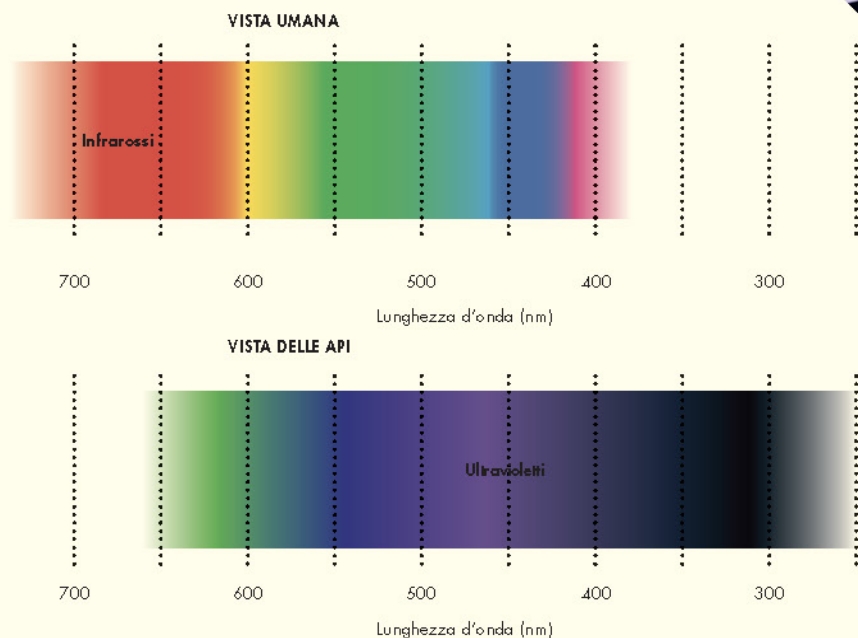 VISTA UMANA
Infrarossi
700 600 500 400 300
Lunghezza d'onda (nm)
VISTA DELLE API
Ultravioletti
700 600 500 400 300
Lunghezza d'onda (nm)